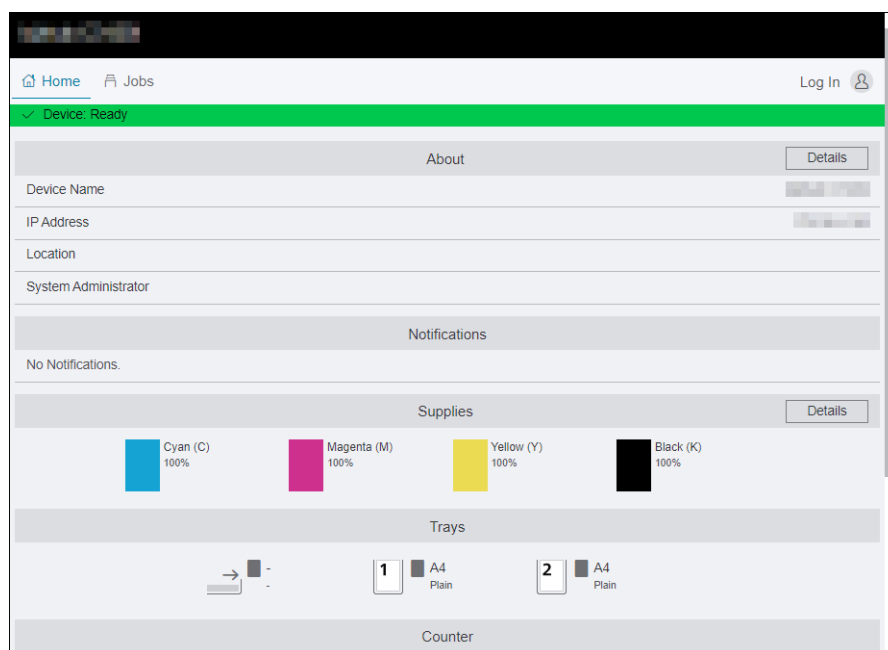 Home Jobs Log In
Device: Ready
About Details
Device Name
IP Address
Location
System Administrator
Notifications
No Notifications.
Supplies Details
Cyan (C) Magenta (M) Yellow (Y) Black (K)
100% 100% 100% 100%
Trays
- 1 A4 2 A4
- Plain Plain
Counter